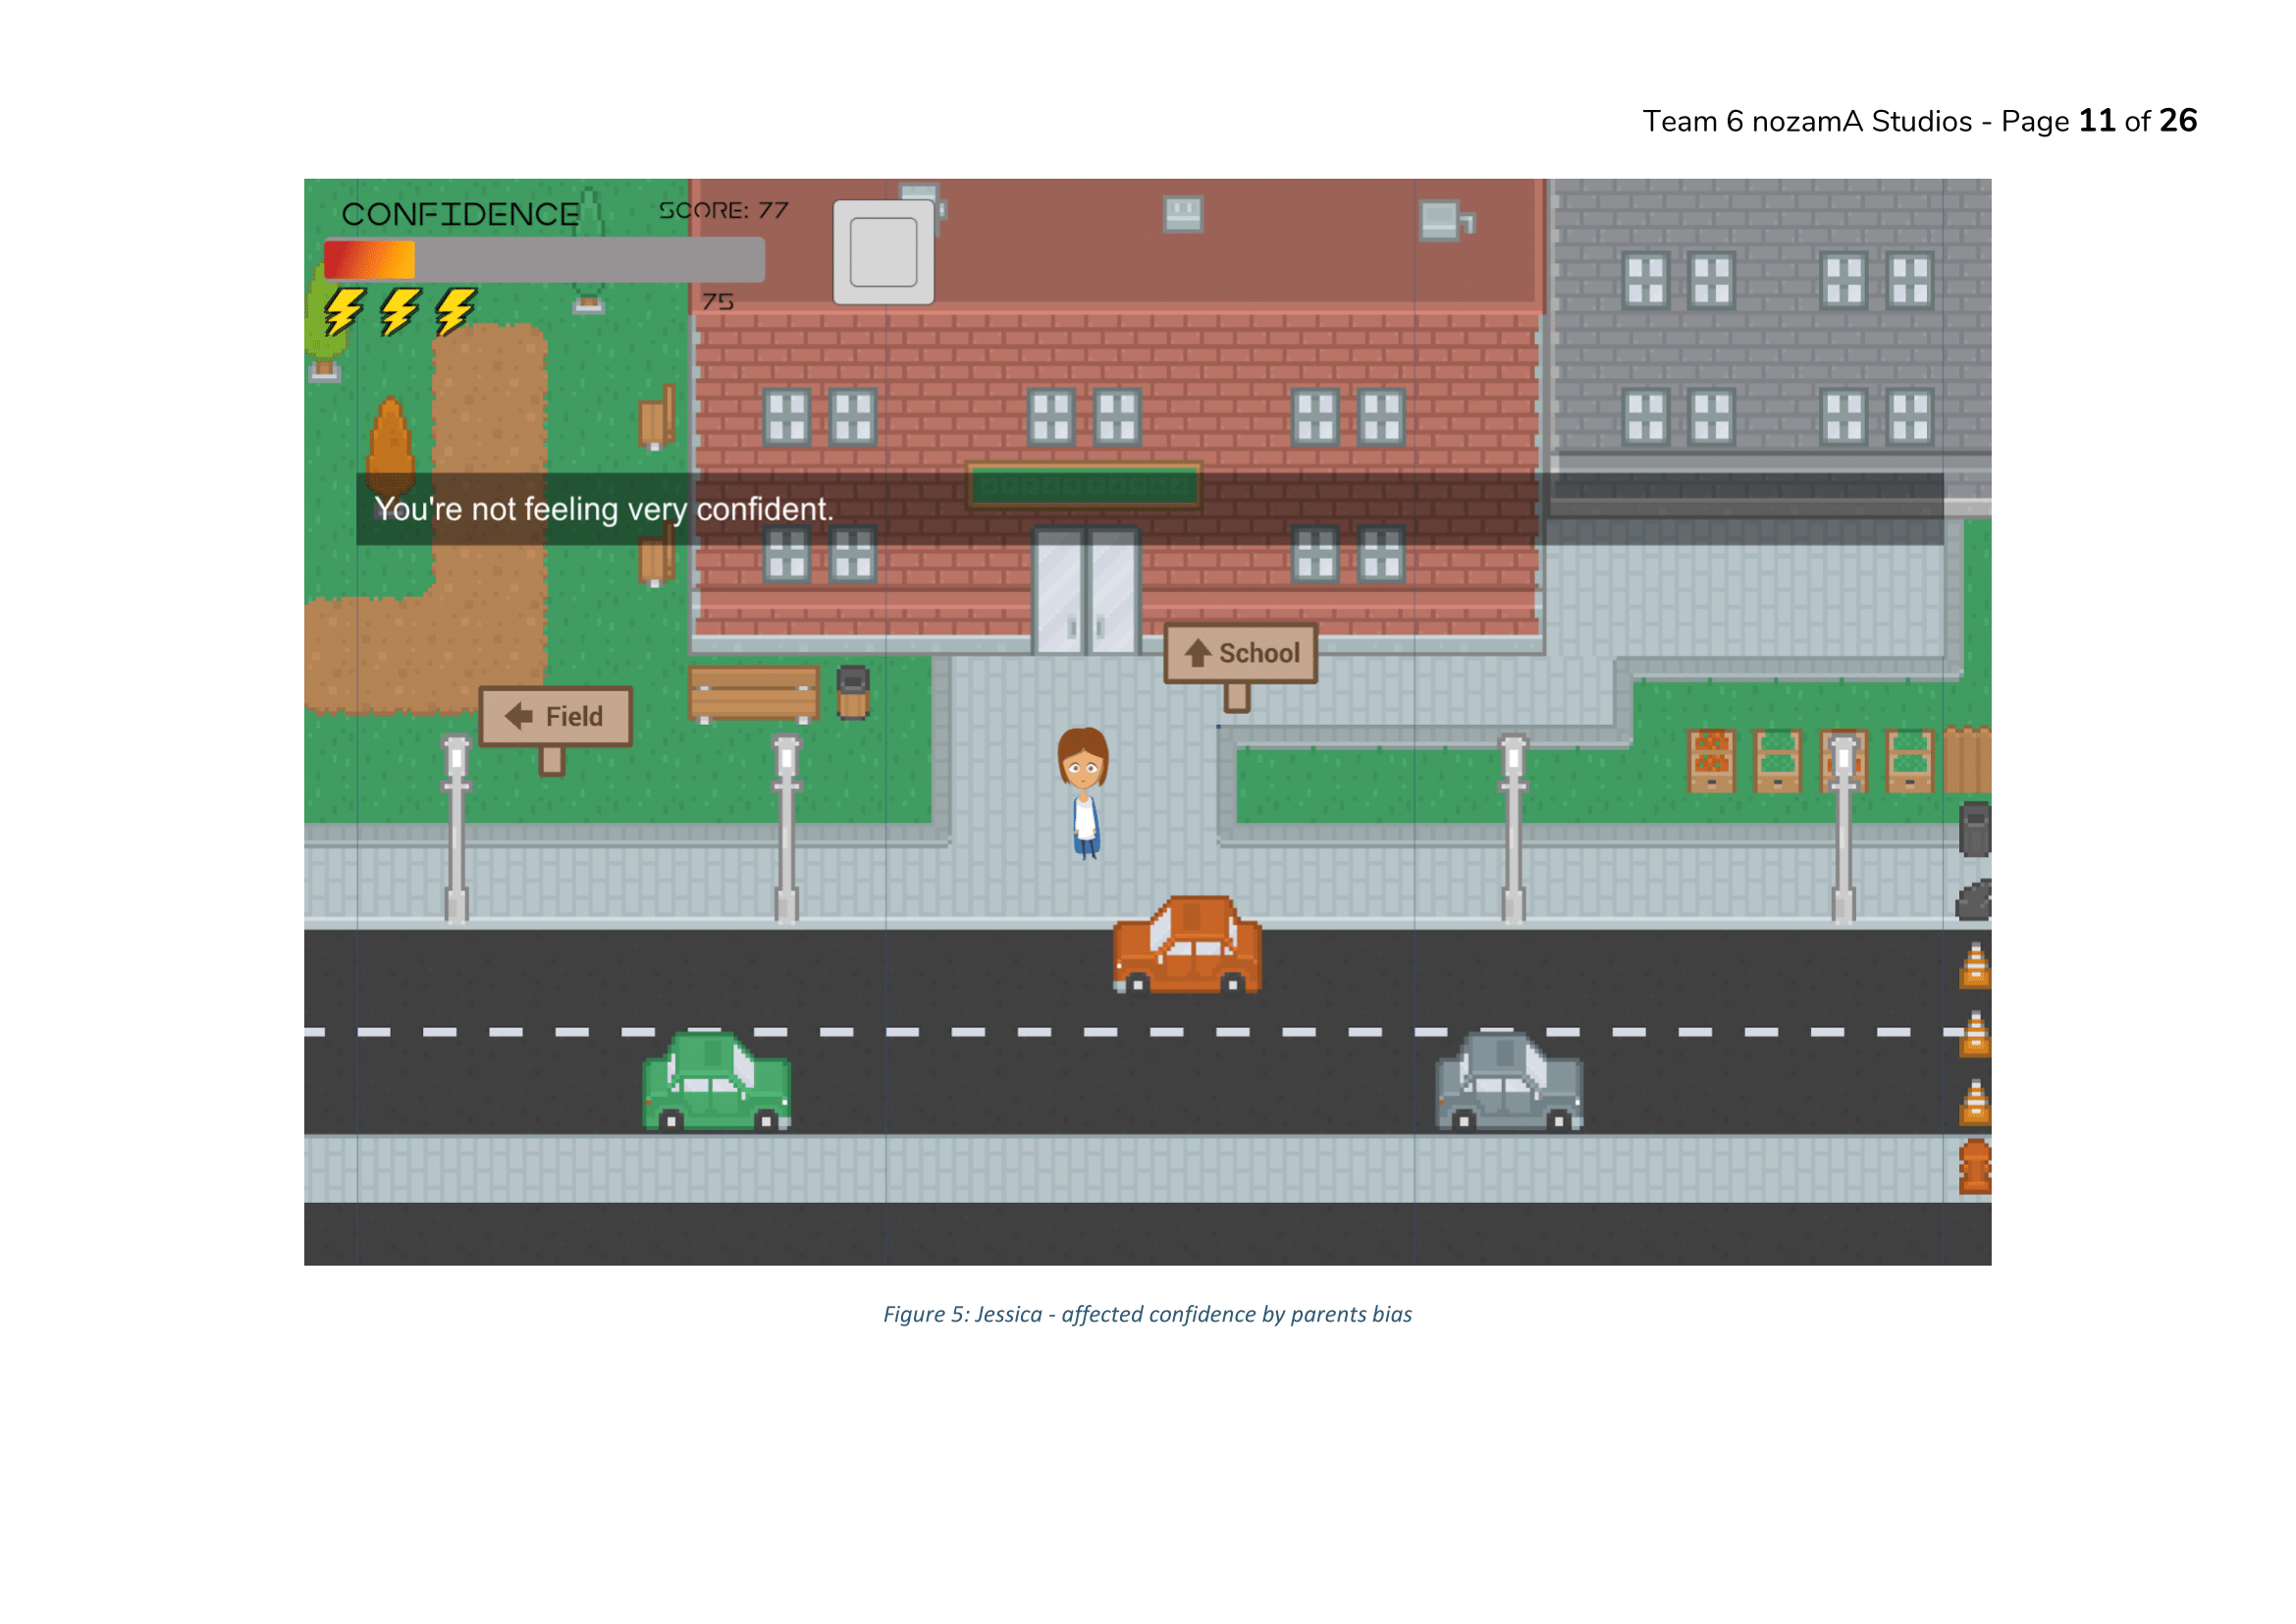 Team 6 nozamA Studios - Page 11 of 26
CONFIDENCE
SCORE: 77
75
You're not feeling very confident.
School
Field
Figure 5: Jessica - affected confidence by parents bias